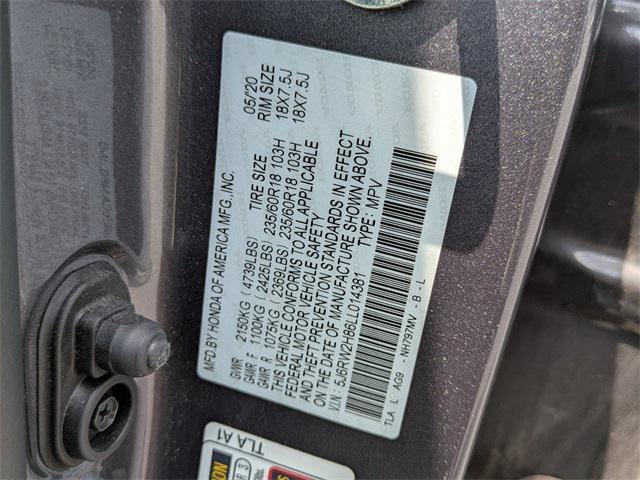 MFD.BY HONDA OF AMERICA MFG.,INC. 05/'20
GVWR 2150KG ( 4739LBS) TIRE SIZE RIM SIZE
GAWR F 1100KG ( 2425LBS) 235/60R18 103H 18X7.5J
GAWR R 1075KG ( 2369LBS) 235/60R18 103H 18X7.5J
THIS VEHICLE CONFORMS TO ALL APPLICABLE
FEDERAL MOTOR VEHICLE SAFETY
AND THEFT PREVENTION STANDARDS IN EFFECT
ON THE DATE OF MANUFACTURE SHOWN ABOVE.
V.I.N.: 5J6RW2H86LL014381 TYPE: MPV
TLA L AG9 - NH797MV - B - L
TLA A1